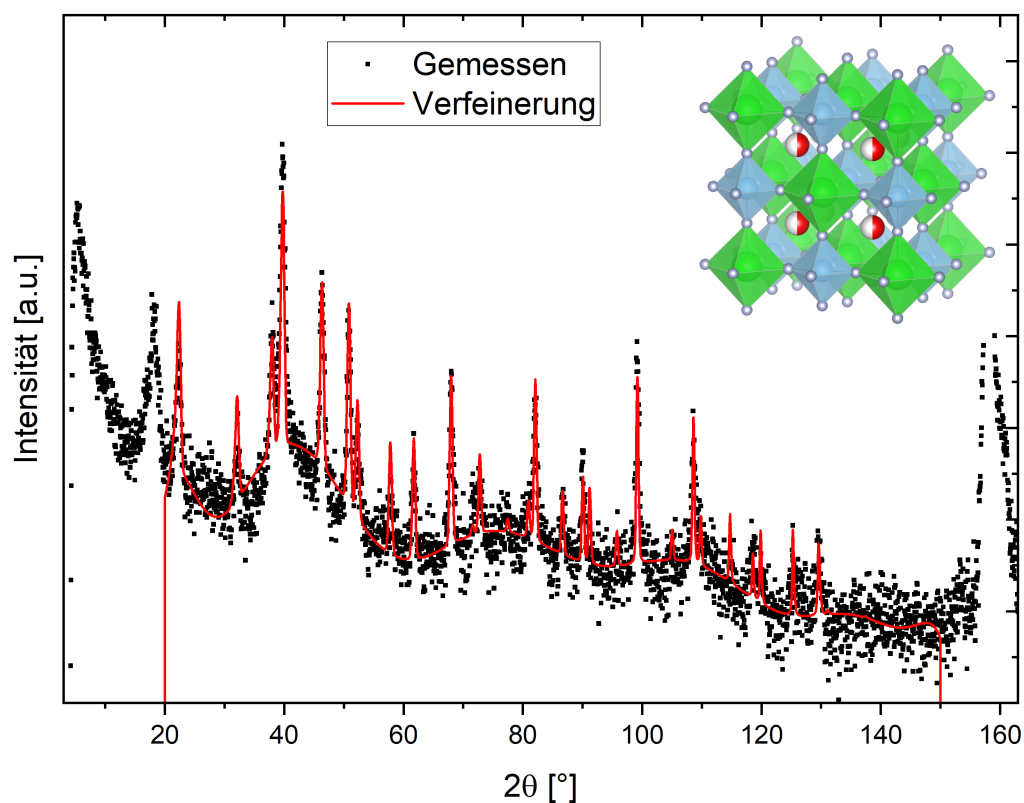 Gemessen
Verfeinerung
Intensität [a.u.]
20 40 60 80 100 120 140 160
2θ [°]